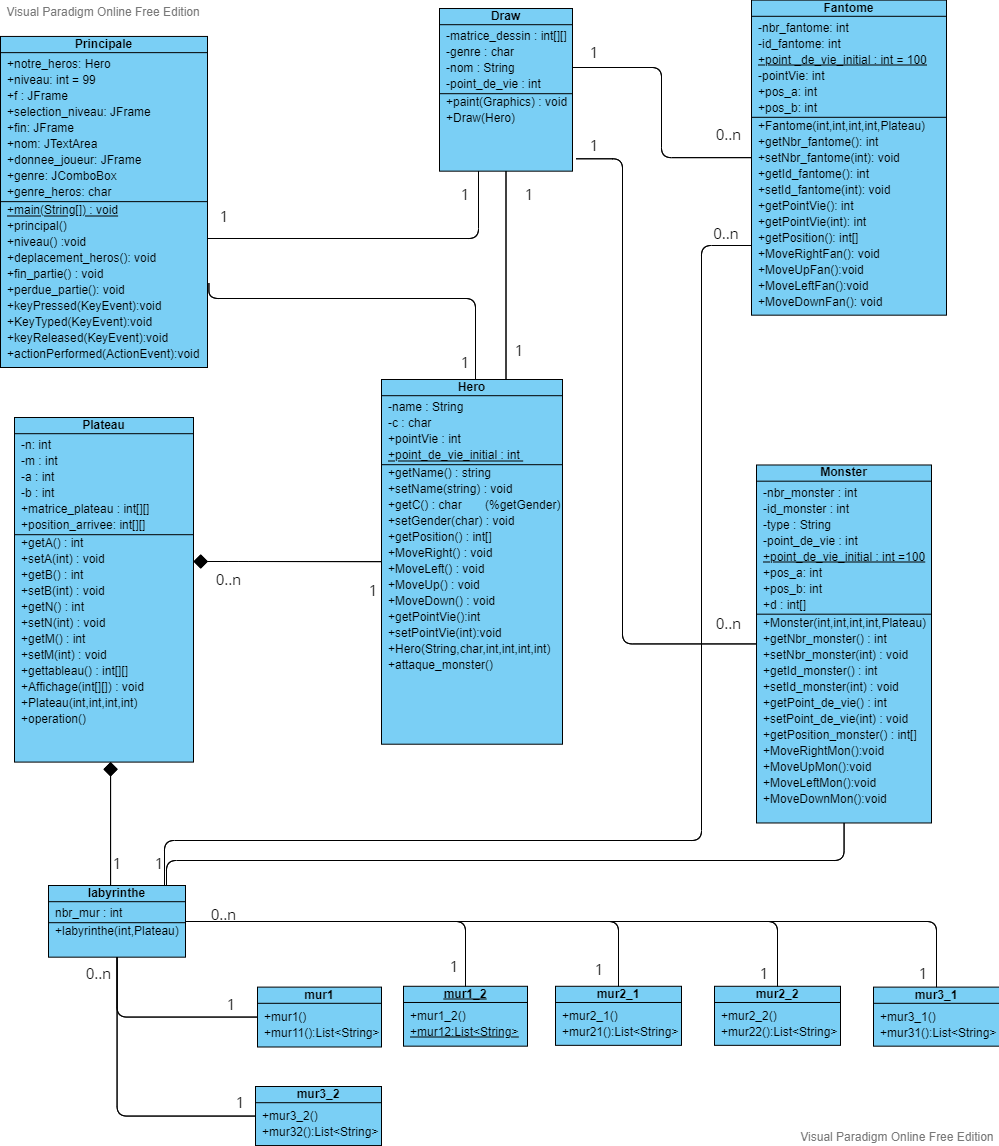 Visual Paradigm Online Free Edition
Principale
+notre_heros: Hero
+niveau: int = 99
+f : JFrame
+selection_niveau: JFrame
+fin: JFrame
+nom: JTextArea
+donnee_joueur: JFrame
+genre: JComboBox
+genre_heros: char
+main(String[]) : void
+principal()
+niveau() :void
+deplacement_heros(): void
+fin_partie() : void
+perdue_partie(): void
+keyPressed(KeyEvent):void
+KeyTyped(KeyEvent):void
+keyReleased(KeyEvent):void
+actionPerformed(ActionEvent):void
Draw
-matrice_dessin : int[][]
-genre : char
-nom : String
-point_de_vie : int
+paint(Graphics) : void
+Draw(Hero)
Fantome
-nbr_fantome: int
-id_fantome: int
+point _de_vie_initial : int = 100
-pointVie: int
+pos_a: int
+pos_b: int
+Fantome(int,int,int,int,Plateau)
+getNbr_fantome(): int
+setNbr_fantome(int): void
+getId_fantome(): int
+setId_fantome(int): void
+getPointVie(): int
+getPointVie(int): int
+getPosition(): int[]
+MoveRightFan(): void
+MoveUpFan():void
+MoveLeftFan():void
+MoveDownFan(): void
1
0..n
1
1
1
1
0..n
1
1
Hero
-name : String
-c : char
+pointVie : int
+point_de_vie_initial : int
+getName() : string
+setName(string) : void
+getC() : char (%getGender)
+setGender(char) : void
+getPosition() : int[]
+MoveRight() : void
+MoveLeft() : void
+MoveUp() : void
+MoveDown() : void
+getPointVie():int
+setPointVie(int):void
+Hero(String,char,int,int,int,int)
+attaque_monster()
Plateau
-n: int
-m : int
-a : int
-b : int
+matrice_plateau : int[][]
+position_arrivee: int[][]
+getA() : int
+setA(int) : void
+getB() : int
+setB(int) : void
+getN() : int
+setN(int) : void
+getM() : int
+setM(int) : void
+gettableau() : int[][]
+Affichage(int[][]) : void
+Plateau(int,int,int,int)
+operation()
0..n
1
Monster
-nbr_monster : int
-id_monster : int
-type : String
-point_de_vie : int
+point_de_vie_initial : int =100
+pos_a: int
+pos_b: int
+d : int[]
+Monster(int,int,int,int,Plateau)
+getNbr_monster() : int
+setNbr_monster(int) : void
+getId_monster() : int
+setId_monster(int) : void
+getPoint_de_vie() : int
+setPoint_de_vie(int) : void
+getPosition_monster() : int[]
+MoveRightMon():void
+MoveUpMon():void
+MoveLeftMon():void
+MoveDownMon():void
0..n
1
1
labyrinthe
nbr_mur : int
+labyrinthe(int,Plateau)
0..n
0..n
1
1
1
1
1
1
mur1
+mur1()
+mur11():List<String>
mur1_2
+mur1_2()
+mur12:List<String>
mur2_1
+mur2_1()
+mur21():List<String>
mur2_2
+mur2_2()
+mur22():List<String>
mur3_1
+mur3_1()
+mur31():List<String>
mur3_2
+mur3_2()
+mur32():List<String>
Visual Paradigm Online Free Edition